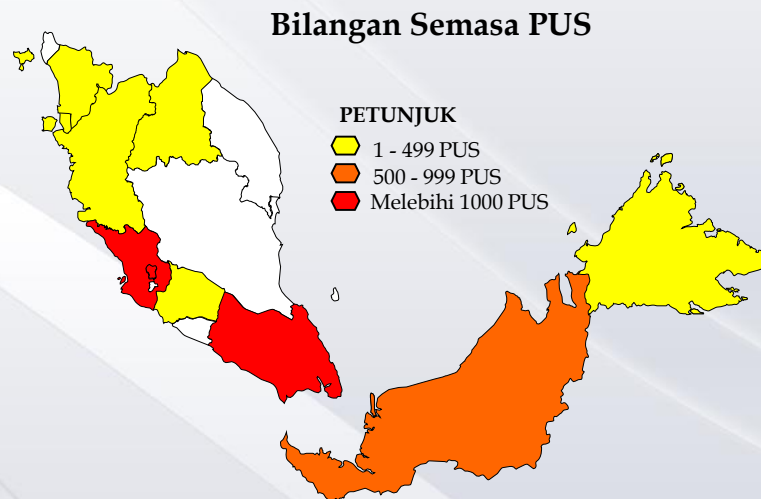 Bilangan Semasa PUS
PETUNJUK
1 - 499 PUS
500 - 999 PUS
Melebihi 1000 PUS